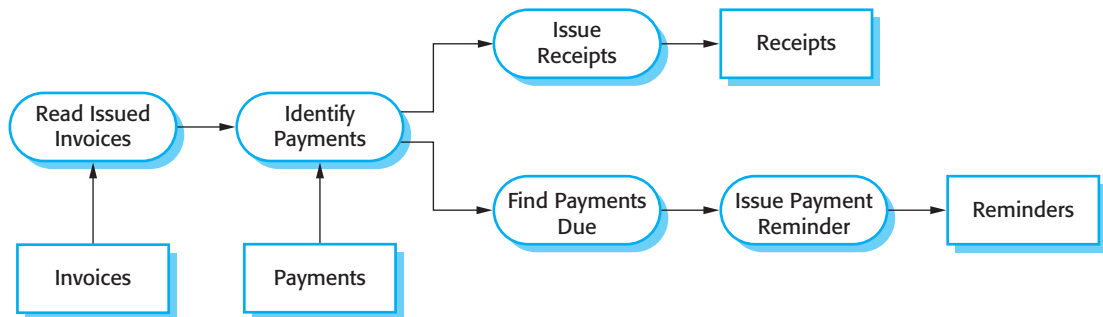 Issue
Receipts
Receipts
Read Issued
Invoices
Identify
Payments
Find Payments
Due
Issue Payment
Reminder
Reminders
Invoices
Payments